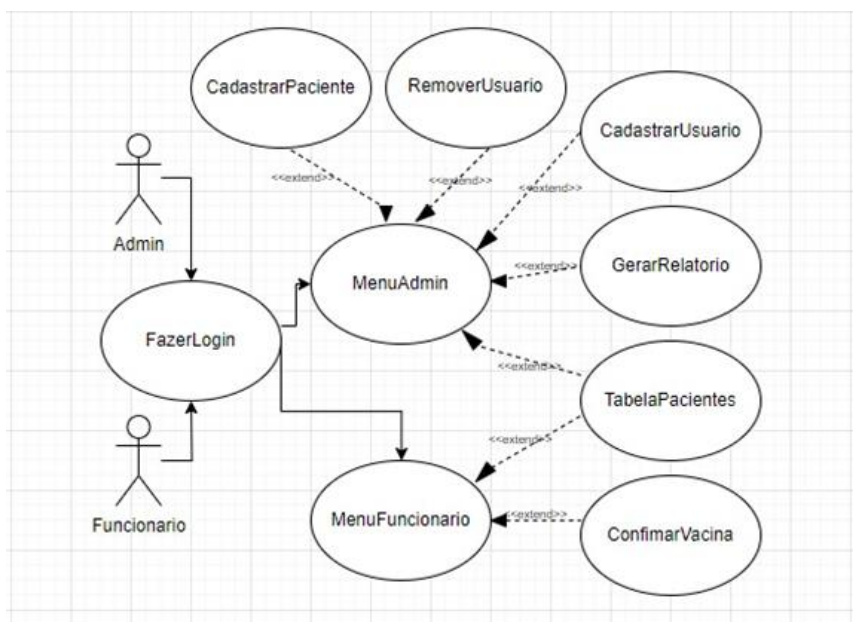 CadastrarPaciente
RemoverUsuario
CadastrarUsuario
<<extend>>
<<extend>>
<<extend>>
Admin
MenuAdmin
<<extend>>
GerarRelatorio
FazerLogin
<<extend>>
TabelaPacientes
<<extend>>
Funcionario
MenuFuncionario
<<extend>>
ConfimarVacina